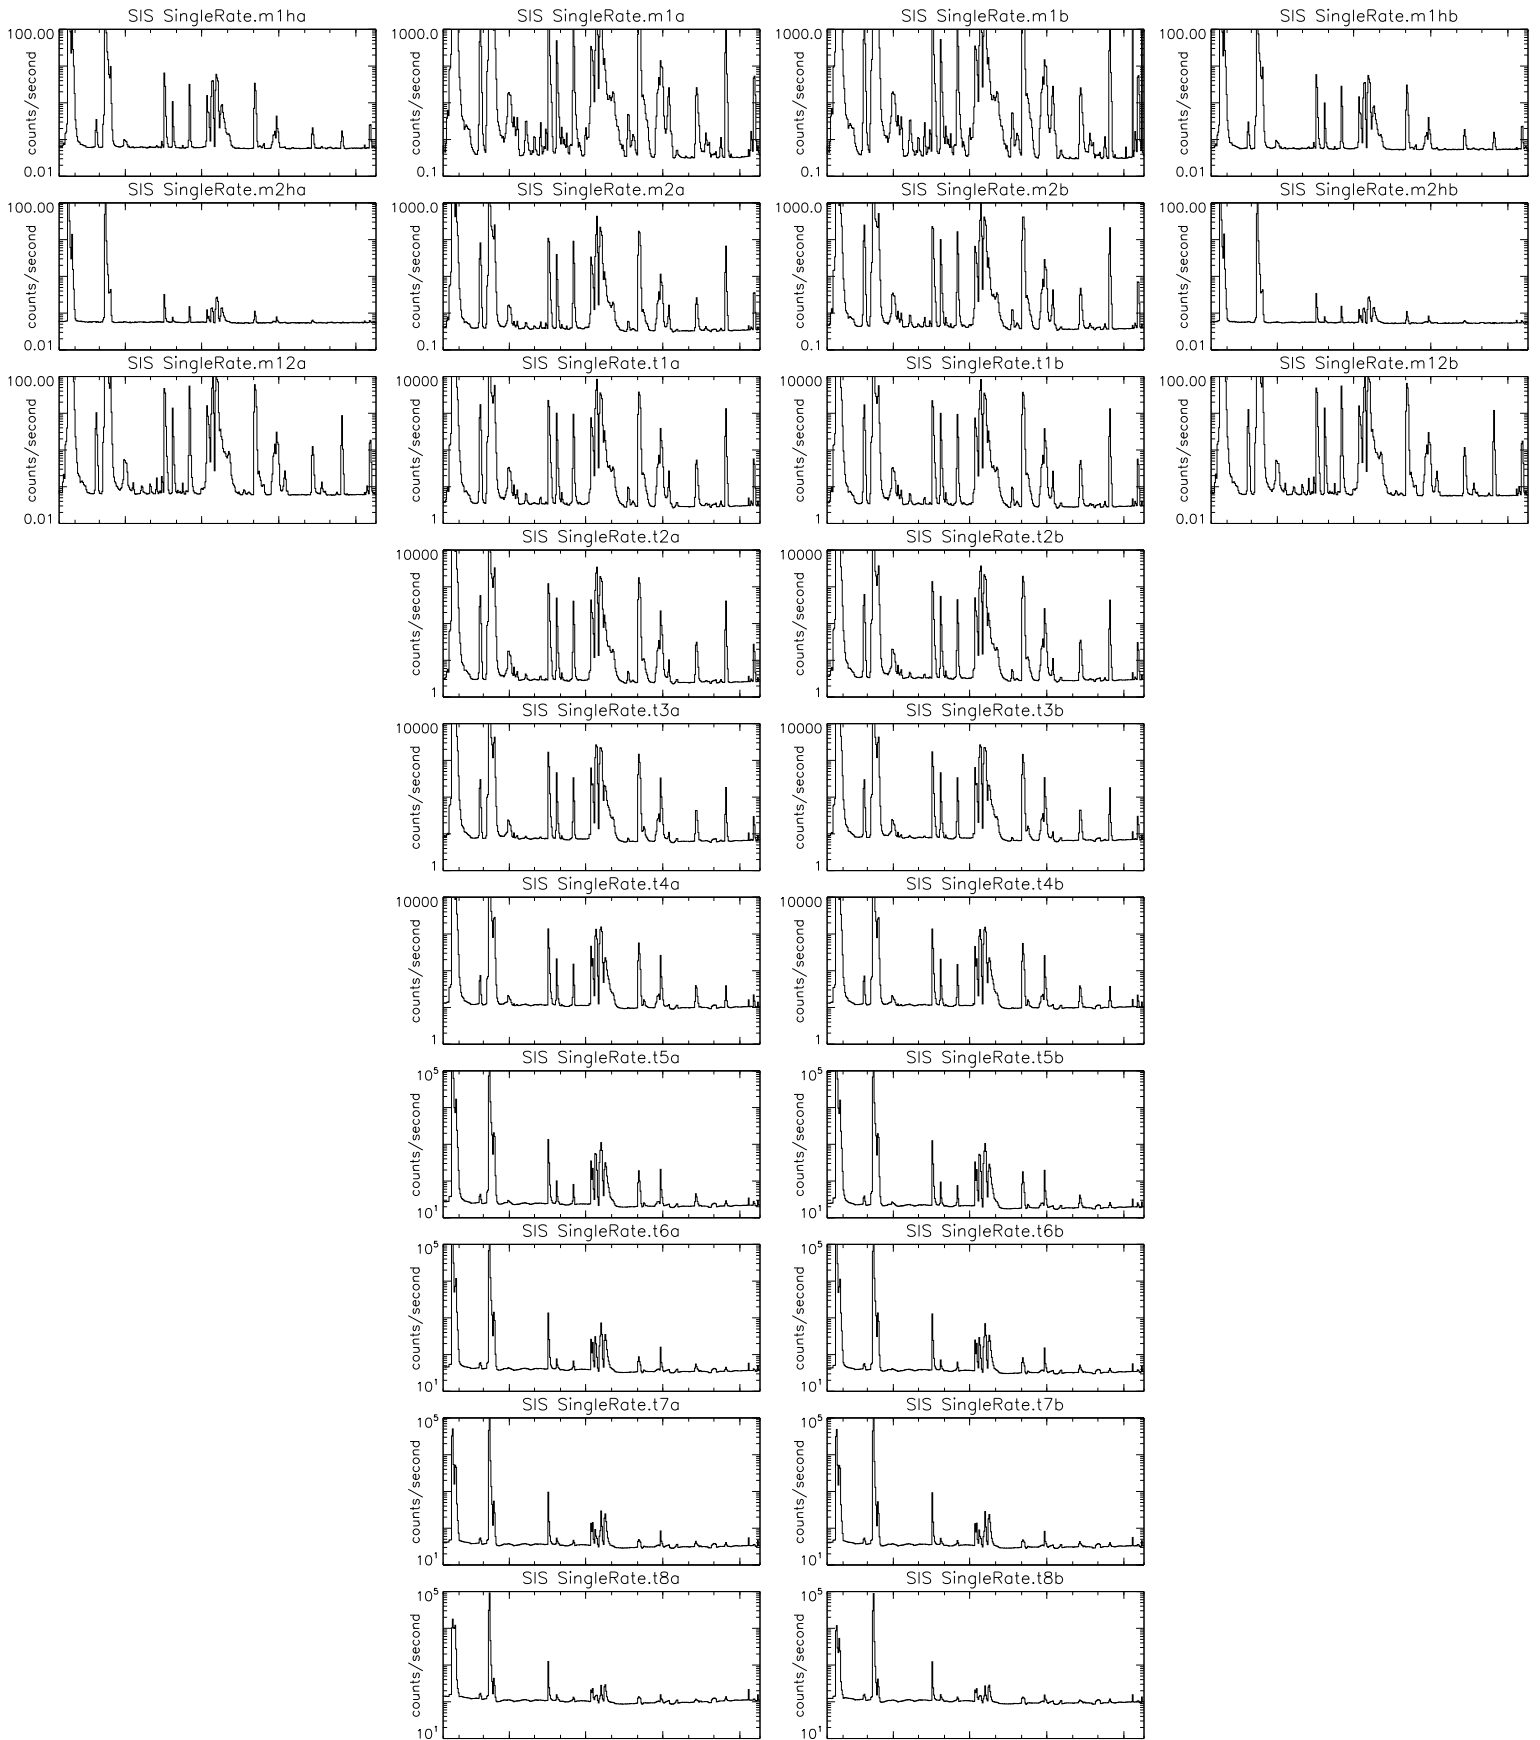 SIS SingleRate.m1ha
100.00
counts/second
0.01
SIS SingleRate.m1a
1000.0
counts/second
0.1
SIS SingleRate.m1b
1000.0
counts/second
0.1
SIS SingleRate.m1hb
100.00
counts/second
0.01
SIS SingleRate.m2ha
100.00
counts/second
0.01
SIS SingleRate.m2a
1000.0
counts/second
0.1
SIS SingleRate.m2b
1000.0
counts/second
0.1
SIS SingleRate.m2hb
100.00
counts/second
0.01
SIS SingleRate.m12a
100.00
counts/second
0.01
SIS SingleRate.t1a
10000
counts/second
1
SIS SingleRate.t1b
10000
counts/second
1
SIS SingleRate.m12b
100.00
counts/second
0.01
SIS SingleRate.t2a
10000
counts/second
1
SIS SingleRate.t2b
10000
counts/second
1
SIS SingleRate.t3a
10000
counts/second
1
SIS SingleRate.t3b
10000
counts/second
1
SIS SingleRate.t4a
10000
counts/second
1
SIS SingleRate.t4b
10000
counts/second
1
SIS SingleRate.t5a
10⁵
counts/second
10¹
SIS SingleRate.t5b
10⁵
counts/second
10¹
SIS SingleRate.t6a
10⁵
counts/second
10¹
SIS SingleRate.t6b
10⁵
counts/second
10¹
SIS SingleRate.t7a
10⁵
counts/second
10¹
SIS SingleRate.t7b
10⁵
counts/second
10¹
SIS SingleRate.t8a
10⁵
counts/second
10¹
SIS SingleRate.t8b
10⁵
counts/second
10¹